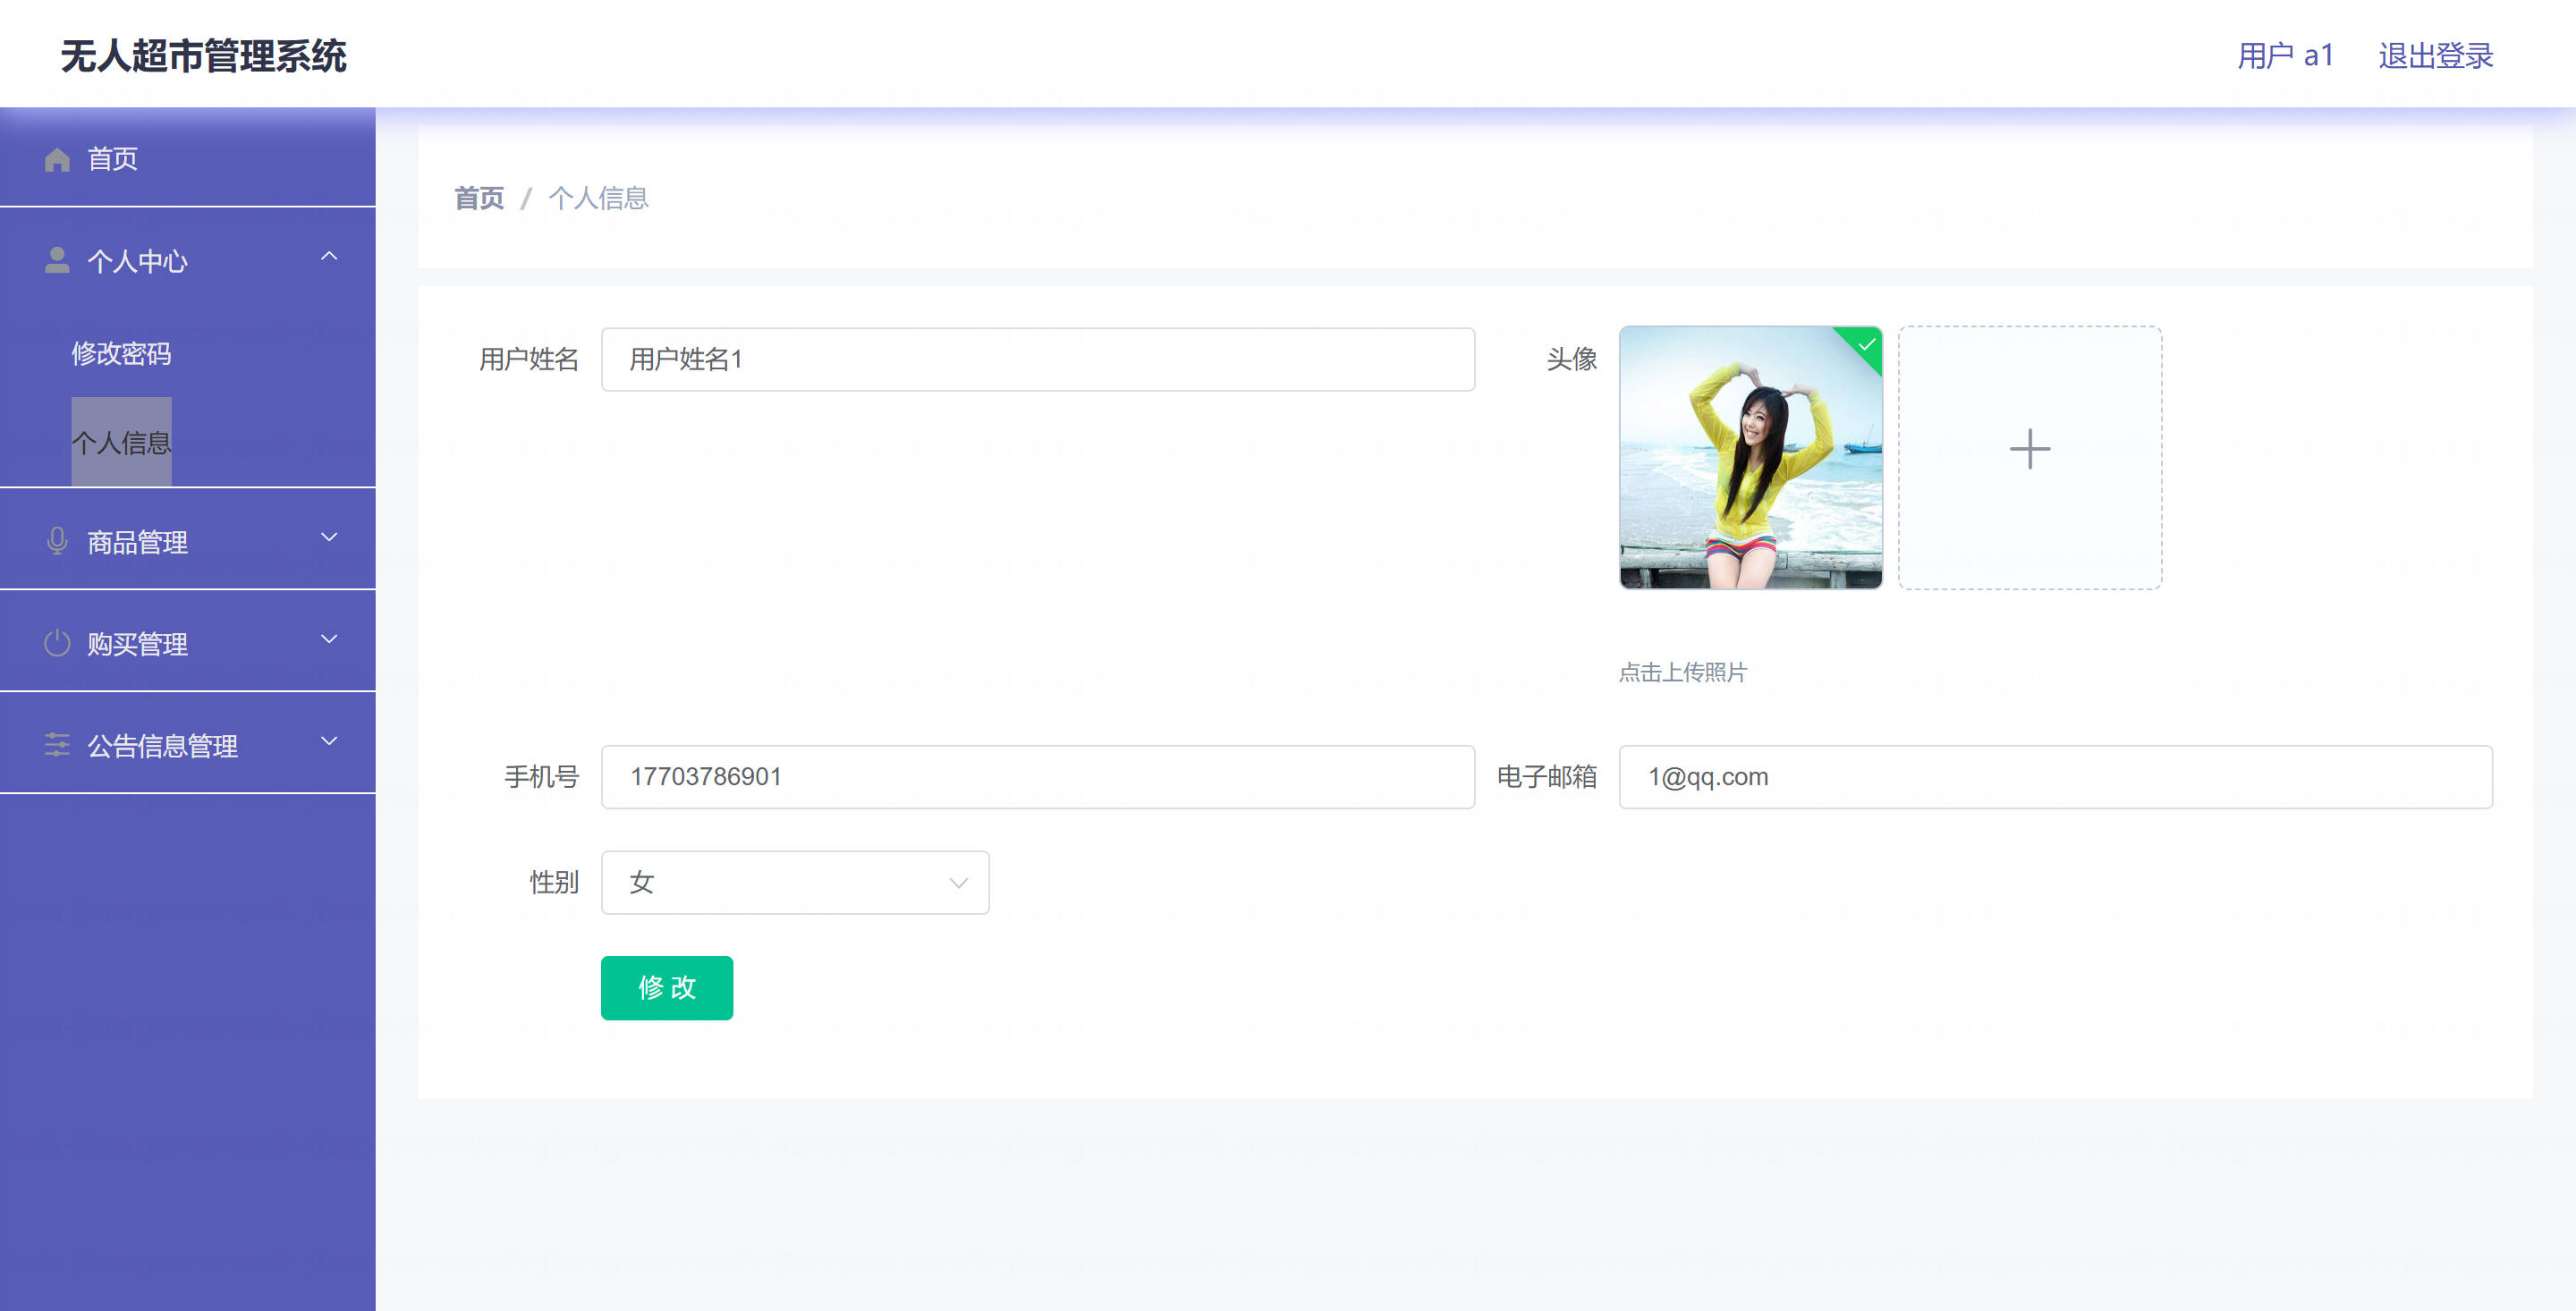 无人超市管理系统
用户 a1
退出登录
首页
个人中心
修改密码
个人信息
商品管理
购买管理
公告信息管理
首页 / 个人信息
用户姓名 用户姓名1
头像
点击上传照片
手机号 17703786901
电子邮箱 1@qq.com
性别 女
修 改